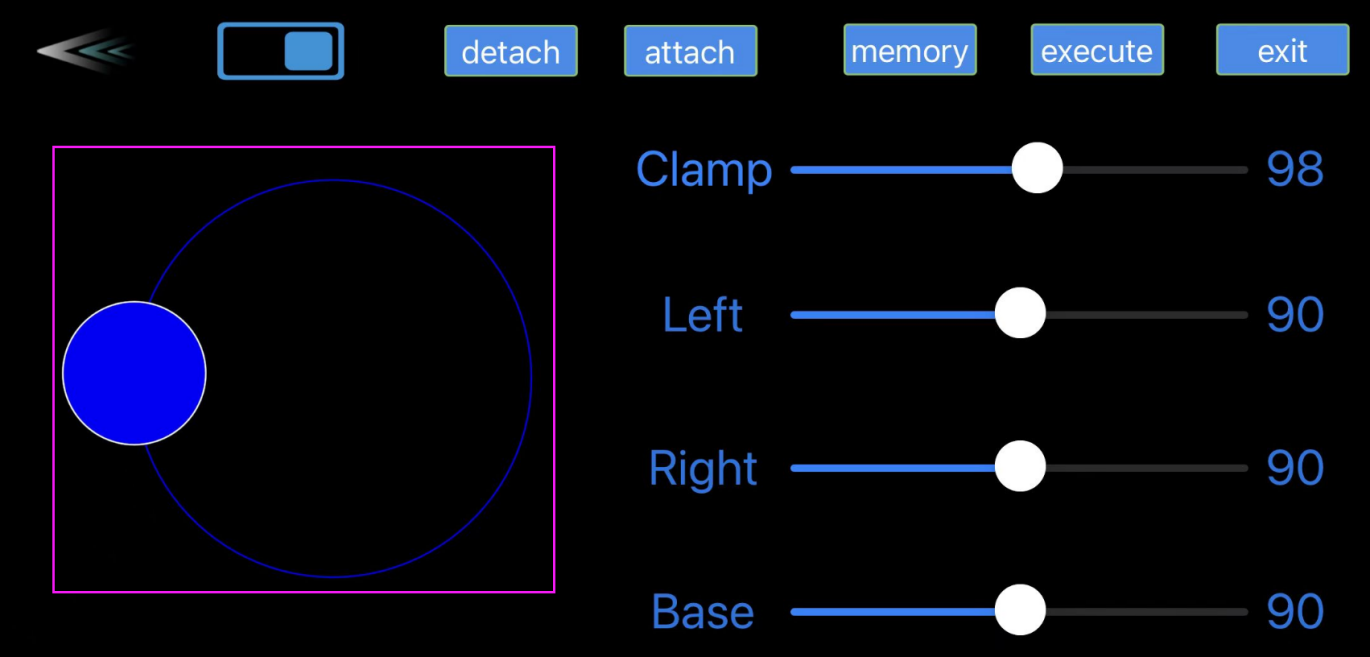 detach attach memory execute exit
Clamp 98
Left 90
Right 90
Base 90